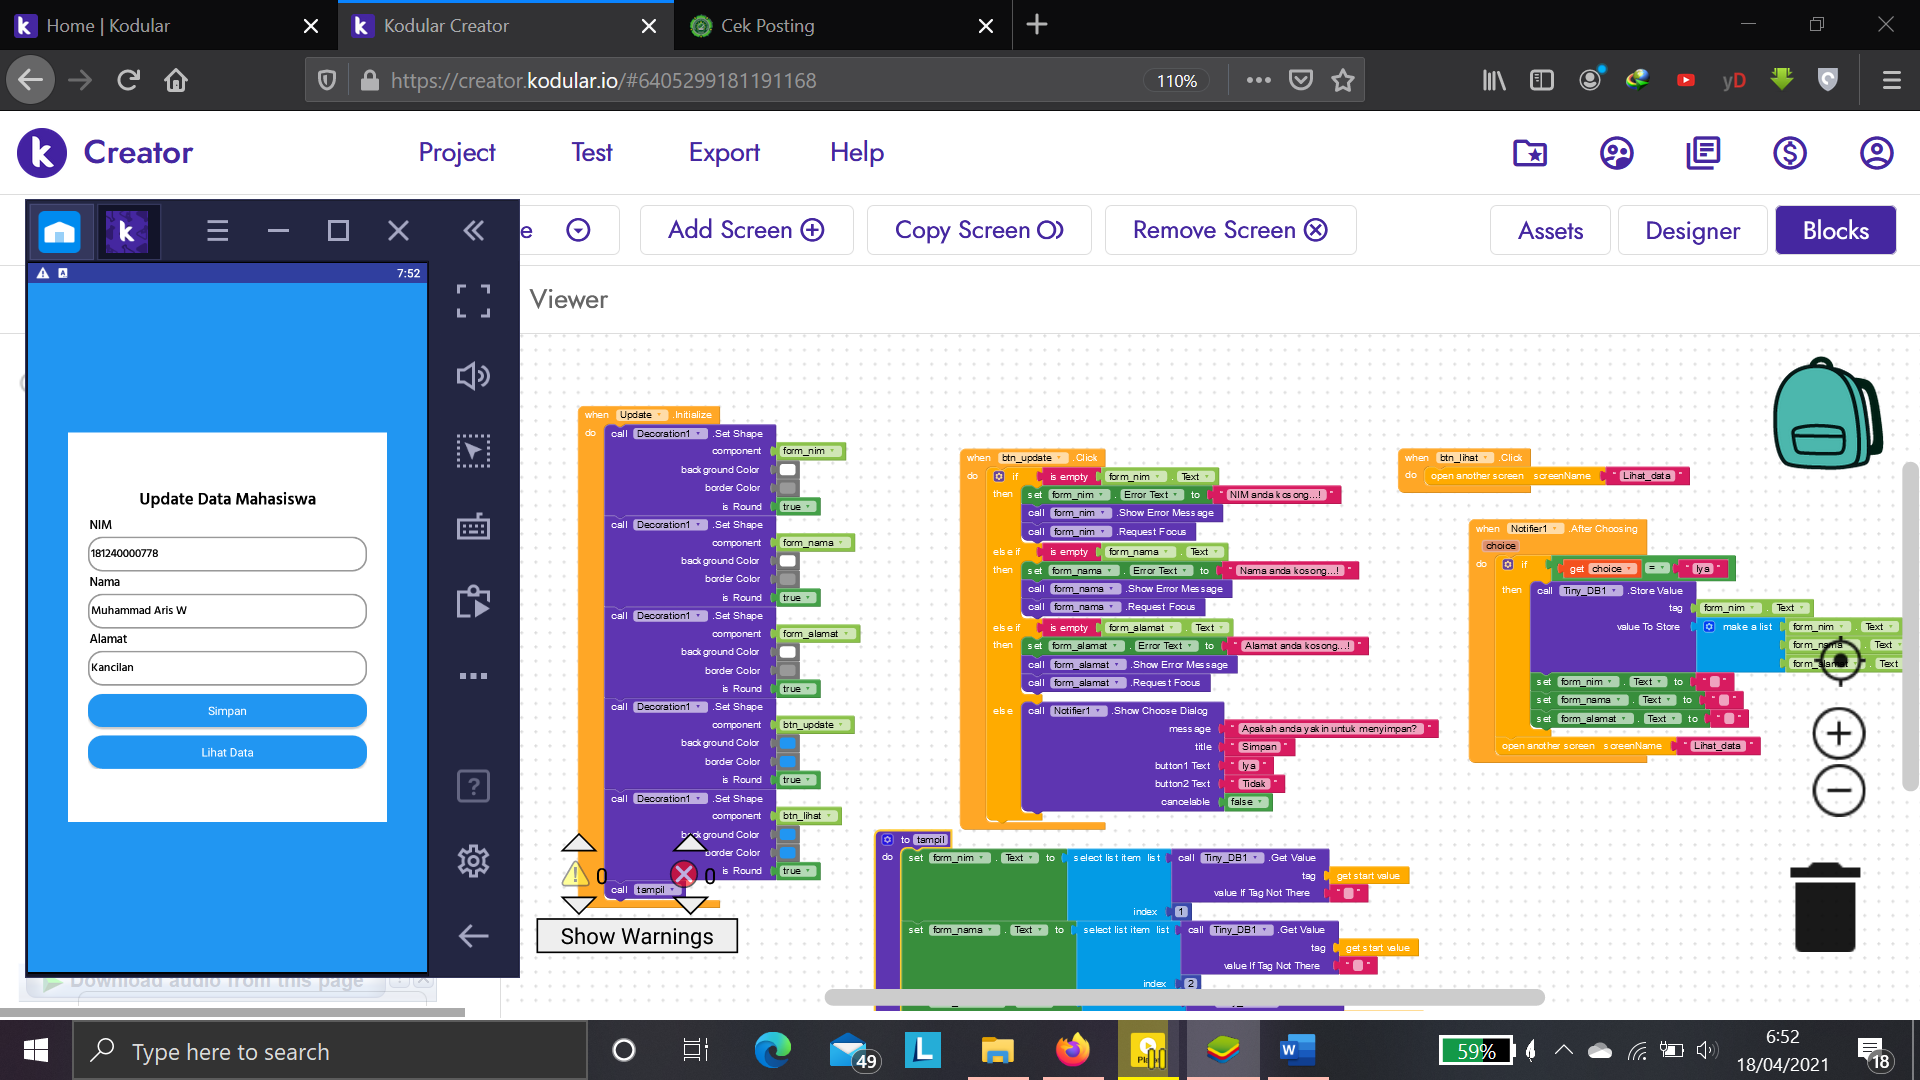 Home | Kodular
Kodular Creator
Cek Posting
https://creator.kodular.io/#6405299181191168
110%
yD
k Creator
Project
Test
Export
Help
e
Add Screen
Copy Screen
Remove Screen
Assets
Designer
Blocks
Viewer
7:52
Update Data Mahasiswa
NIM
181240000778
Nama
Muhammad Aris W
Alamat
Kancilan
Simpan
Lihat Data
when Update .Initialize
do call Decoration1 .Set Shape
component form_nim
background Color
border Color
is Round true
call Decoration1 .Set Shape
component form_nama
background Color
border Color
is Round true
call Decoration1 .Set Shape
component form_alamat
background Color
border Color
is Round true
call Decoration1 .Set Shape
component btn_update
background Color
border Color
is Round true
call Decoration1 .Set Shape
component btn_lihat
background Color
border Color
is Round true
call tampil
0
0
Show Warnings
when btn_update .Click
do if is empty form_nim . Text
then set form_nim . Error Text to " NIM anda kosong...! "
call form_nim .Show Error Message
call form_nim .Request Focus
else if is empty form_nama . Text
then set form_nama . Error Text to " Nama anda kosong...! "
call form_nama .Show Error Message
call form_nama .Request Focus
else if is empty form_alamat . Text
then set form_alamat . Error Text to " Alamat anda kosong...! "
call form_alamat .Show Error Message
call form_alamat .Request Focus
else call Notifier1 .Show Choose Dialog
message " Apakah anda yakin untuk menyimpan? "
title " Simpan "
button1 Text " Iya "
button2 Text " Tidak "
cancelable false
to tampil
do set form_nim . Text to select list item list call Tiny_DB1 .Get Value
tag get start value
value If Tag Not There " "
index 1
set form_nama . Text to select list item list call Tiny_DB1 .Get Value
tag get start value
value If Tag Not There " "
index 2
when btn_lihat .Click
do open another screen screenName " Lihat_data "
when Notifier1 .After Choosing
choice
do if get choice = " Iya "
then call Tiny_DB1 .Store Value
tag form_nim . Text
value To Store make a list form_nim . Text
form_nama . Text
form_alamat . Text
set form_nim . Text to " "
set form_nama . Text to " "
set form_alamat . Text to " "
open another screen screenName " Lihat_data "
Download audio from this page
Type here to search
49
L
W
59%
6:52
18/04/2021
18